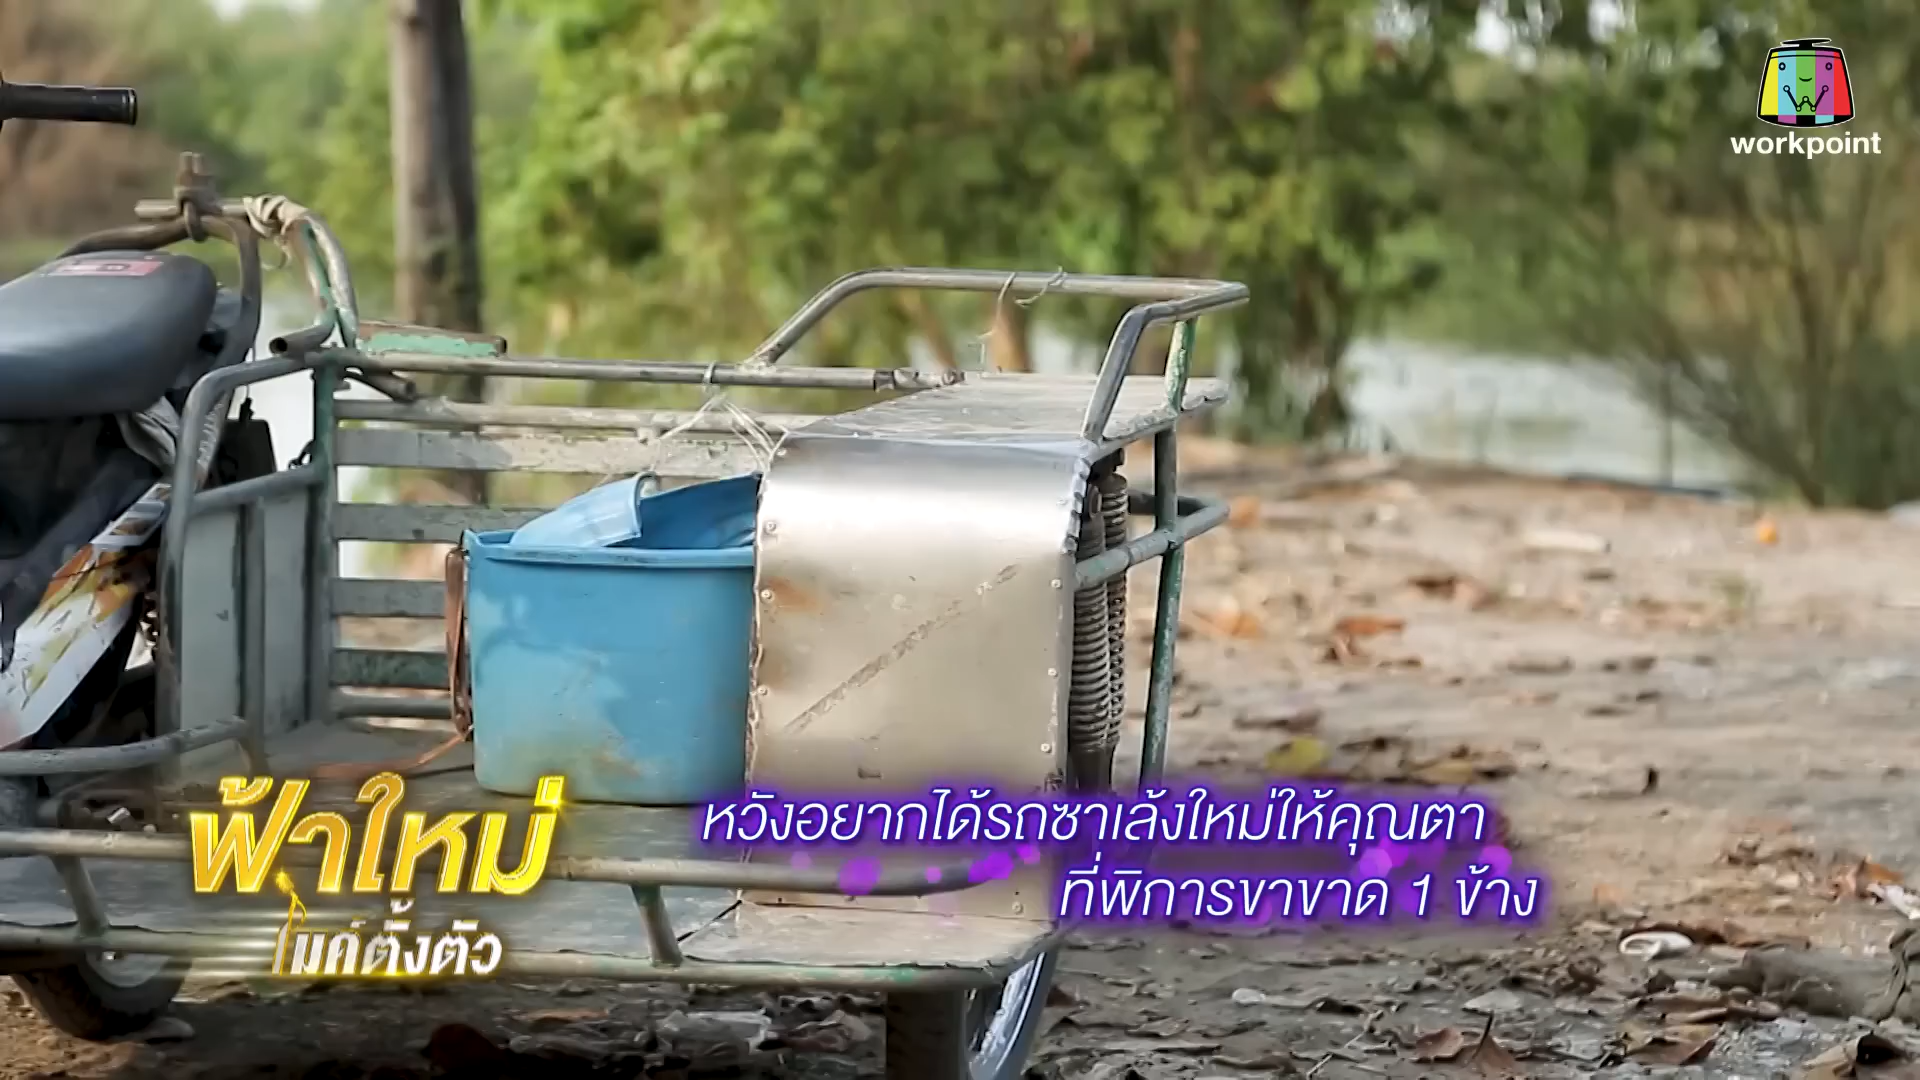 workpoint
ฟ้าใหม่
ไมค์ตั้งตัว
หวังอยากได้รถซาเล้งใหม่ให้คุณตา
ที่พิการขาขาด 1 ข้าง